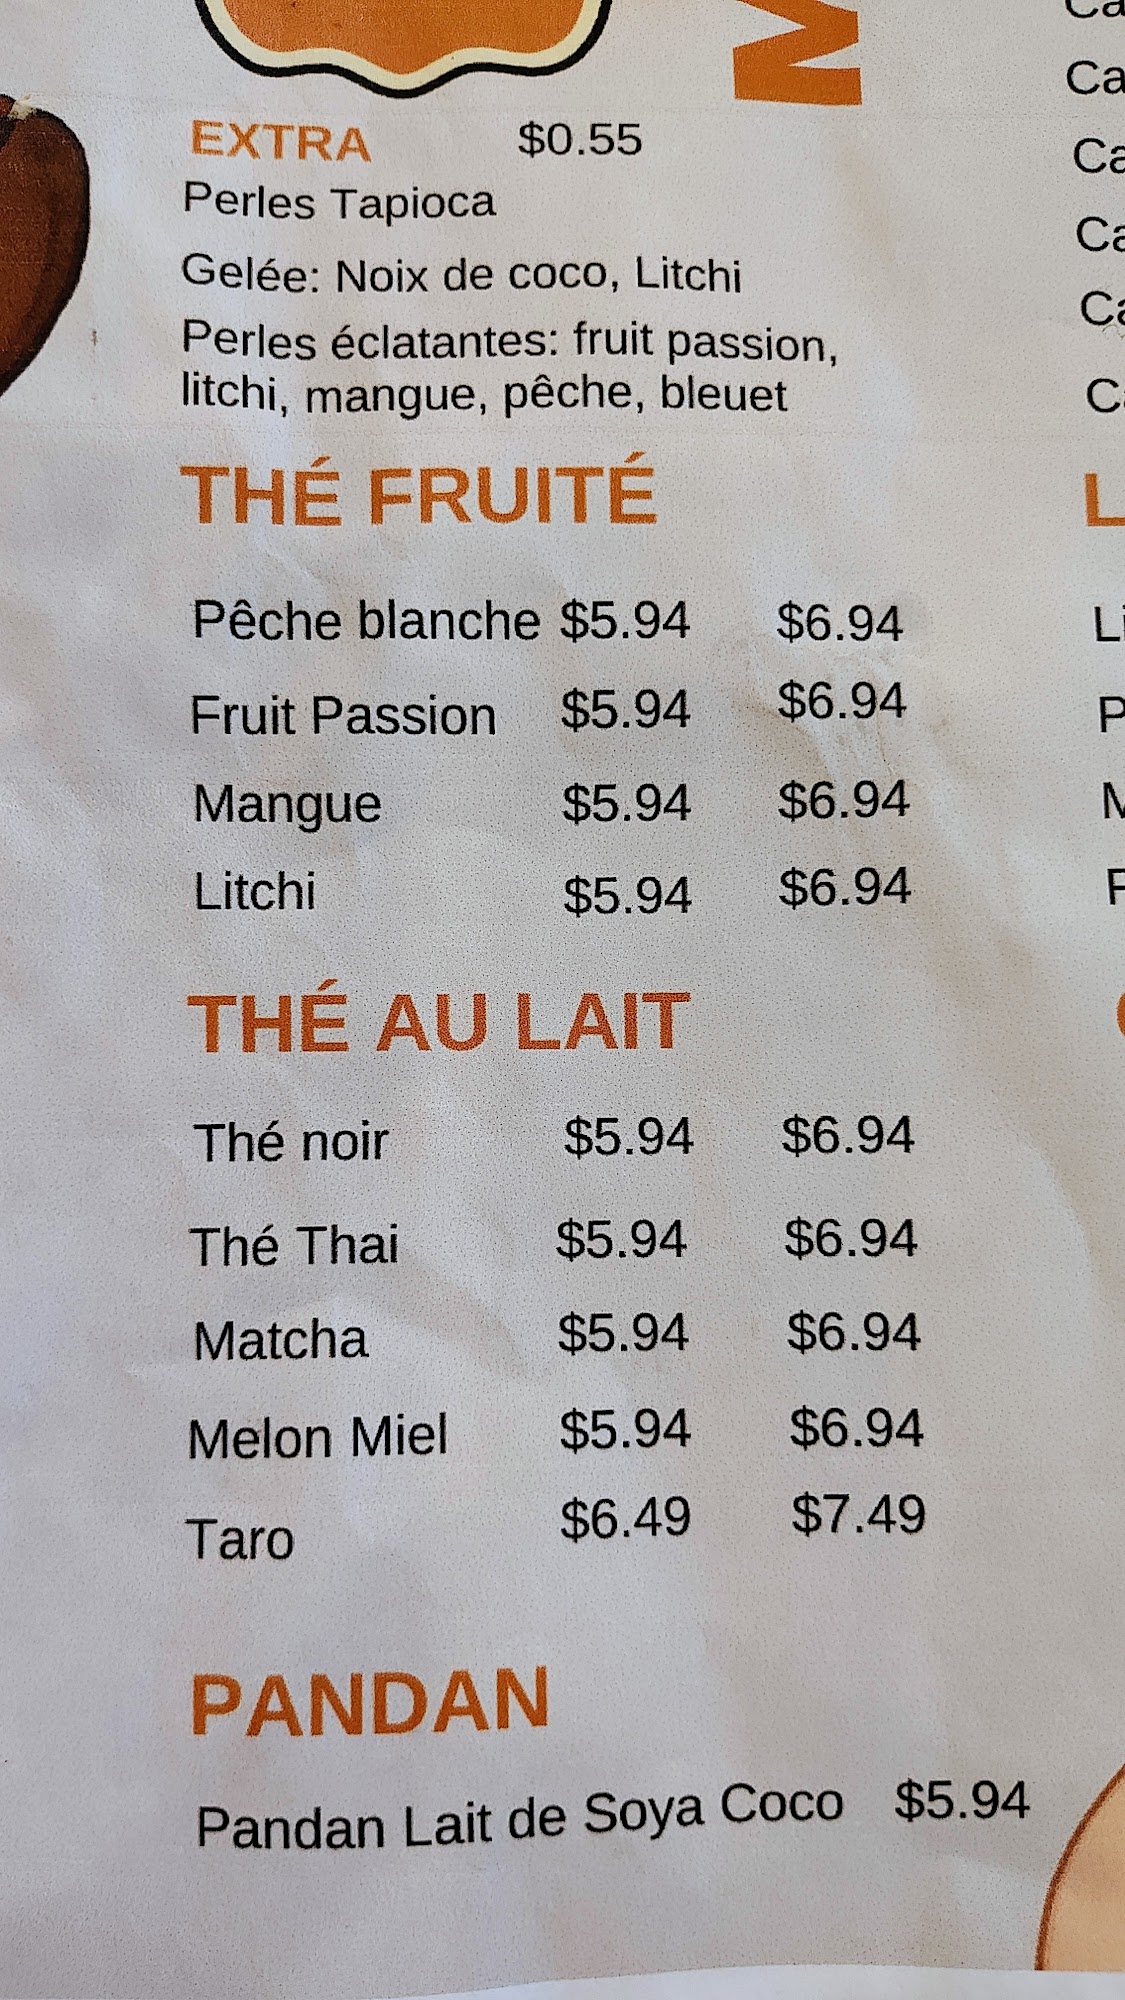 EXTRA $0.55
Perles Tapioca
Gelée: Noix de coco, Litchi
Perles éclatantes: fruit passion,
litchi, mangue, pêche, bleuet
THÉ FRUITÉ
Pêche blanche $5.94 $6.94
Fruit Passion $5.94 $6.94
Mangue $5.94 $6.94
Litchi $5.94 $6.94
THÉ AU LAIT
Thé noir $5.94 $6.94
Thé Thai $5.94 $6.94
Matcha $5.94 $6.94
Melon Miel $5.94 $6.94
Taro $6.49 $7.49
PANDAN
Pandan Lait de Soya Coco $5.94